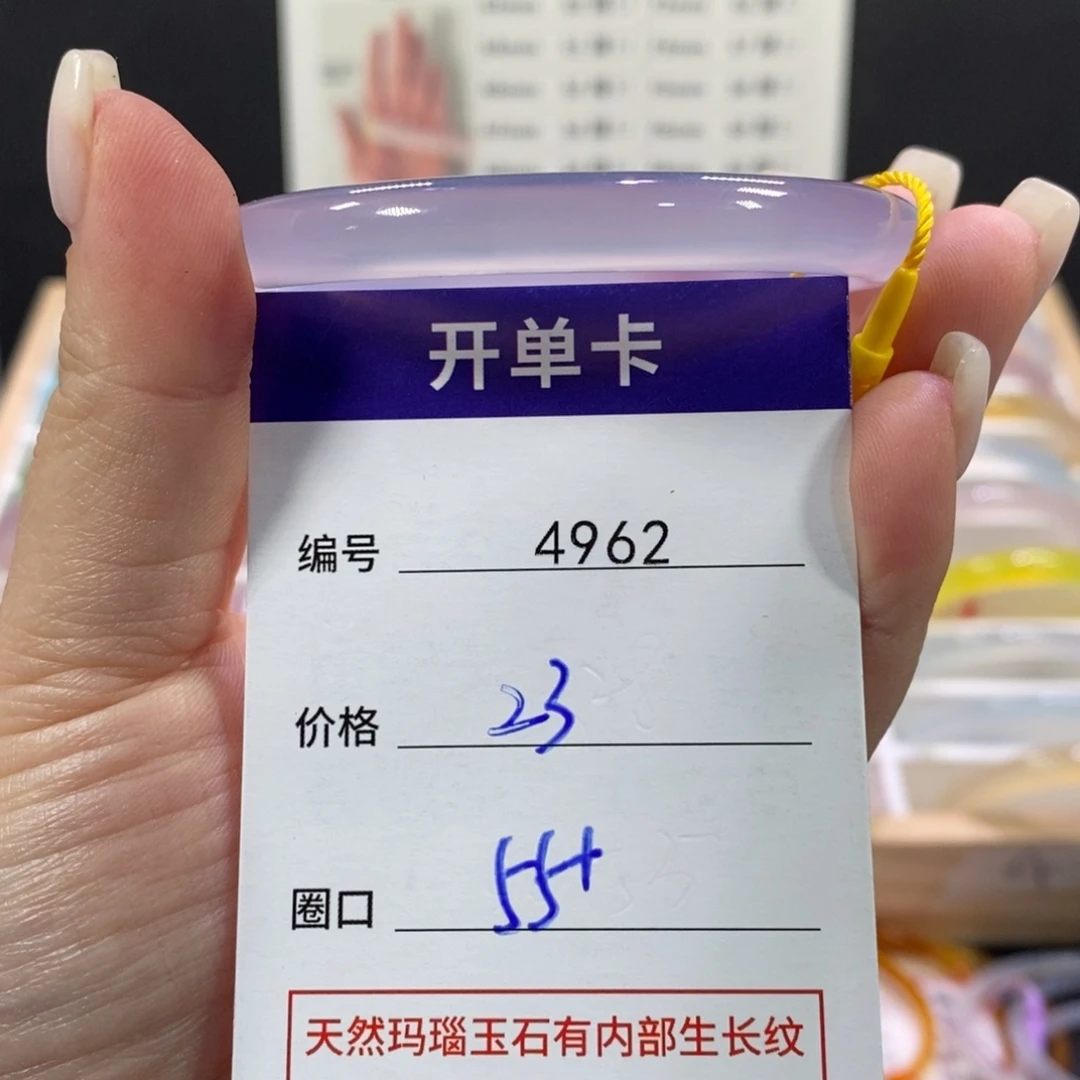 开单卡
编号 4962
价格 23
圈口 55+
天然玛瑙玉石有内部生长纹